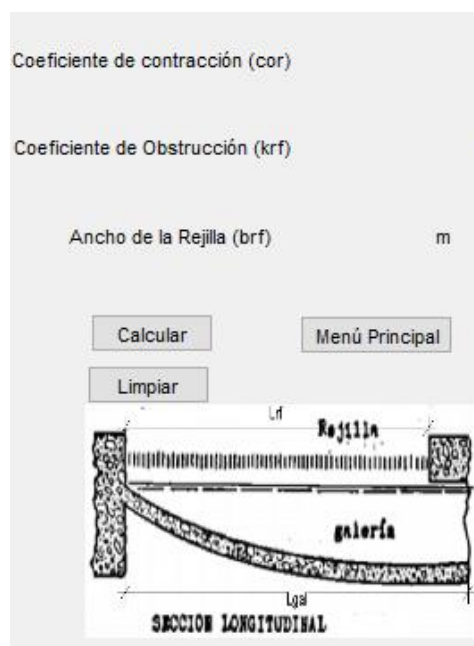 Coeficiente de contracción (cor)
Coeficiente de Obstrucción (krf)
Ancho de la Rejilla (brf) m
Calcular Menú Principal
Limpiar
Lrf
Rejilla
galería
Lgal
SECCION LONGITUDINAL